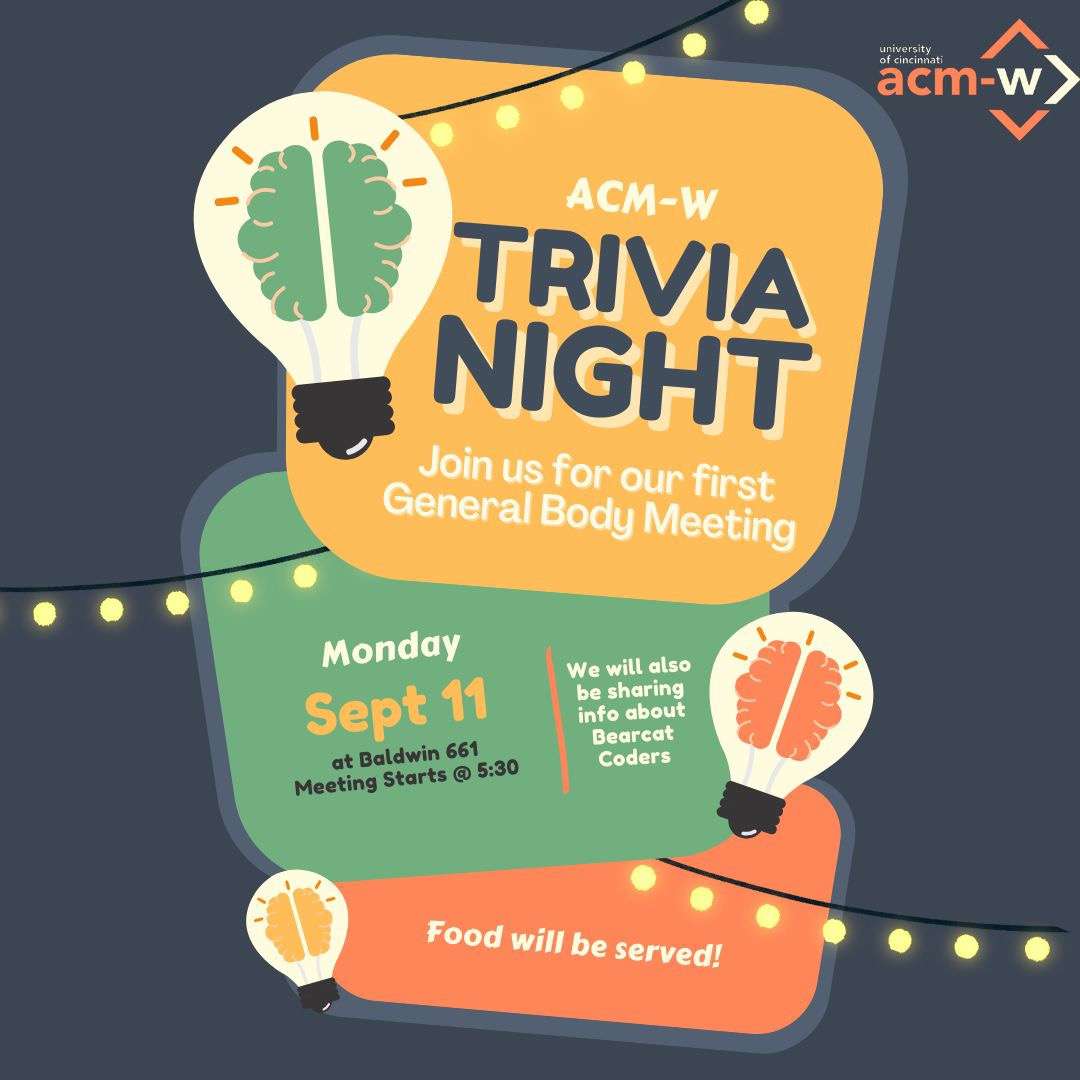 university
of cincinnati
acm-w
ACM-W
TRIVIA
NIGHT
Join us for our first
General Body Meeting
Monday
Sept 11
at Baldwin 661
Meeting Starts @ 5:30
We will also
be sharing
info about
Bearcat
Coders
Food will be served!